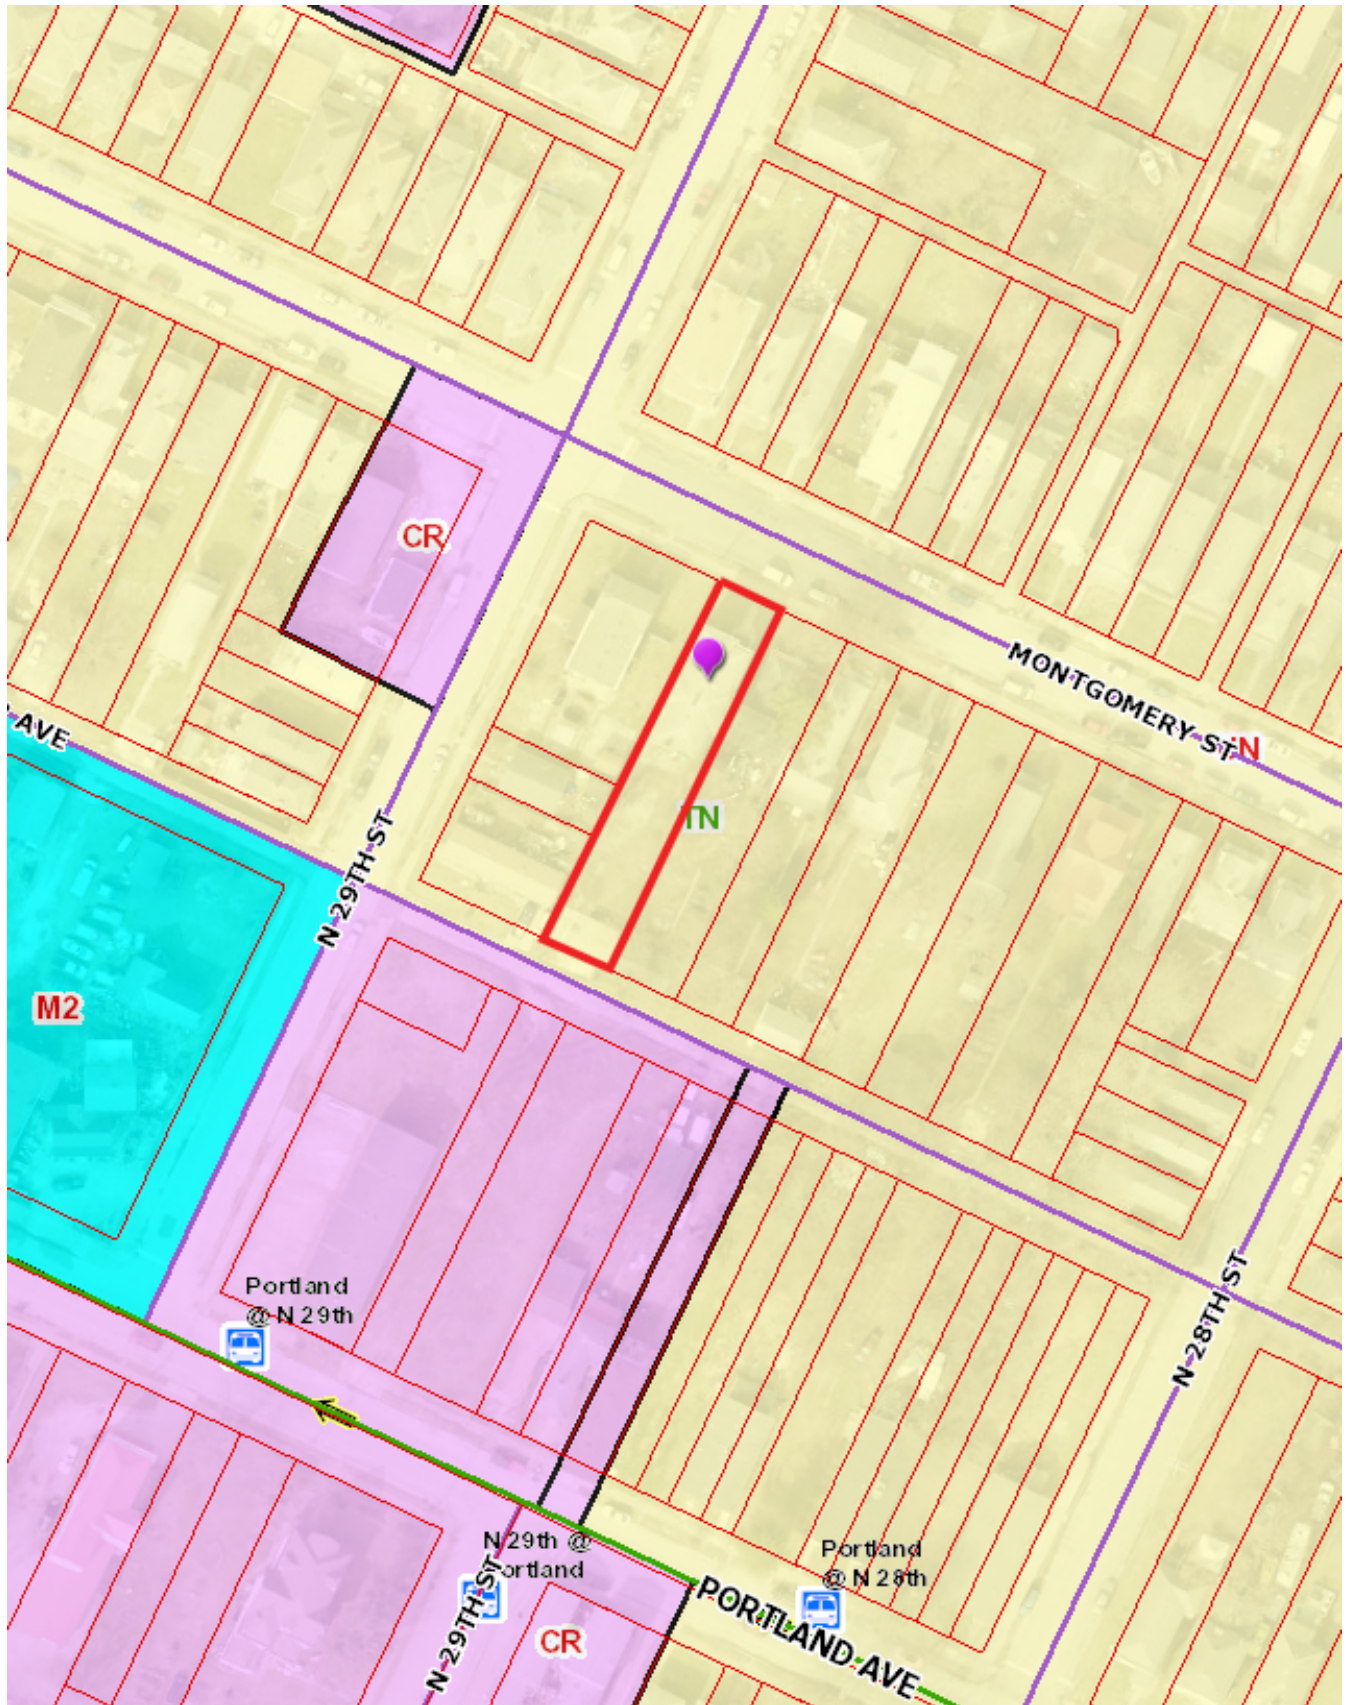 CR
MONTGOMERY ST
N
AVE
TN
N 29TH ST
M2
Portland
@ N 29th
N 28TH ST
N 29th @
ortland
Portland
@ N 28th
N 29TH ST
PORTLAND AVE
CR